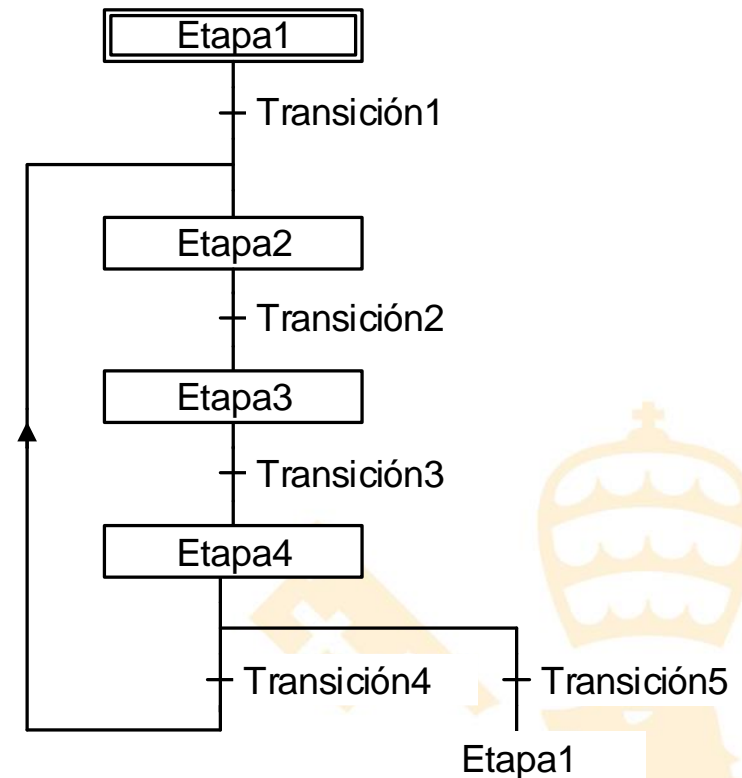 Etapa1
Transición1
Etapa2
Transición2
Etapa3
Transición3
Etapa4
Transición4 Transición5
Etapa1